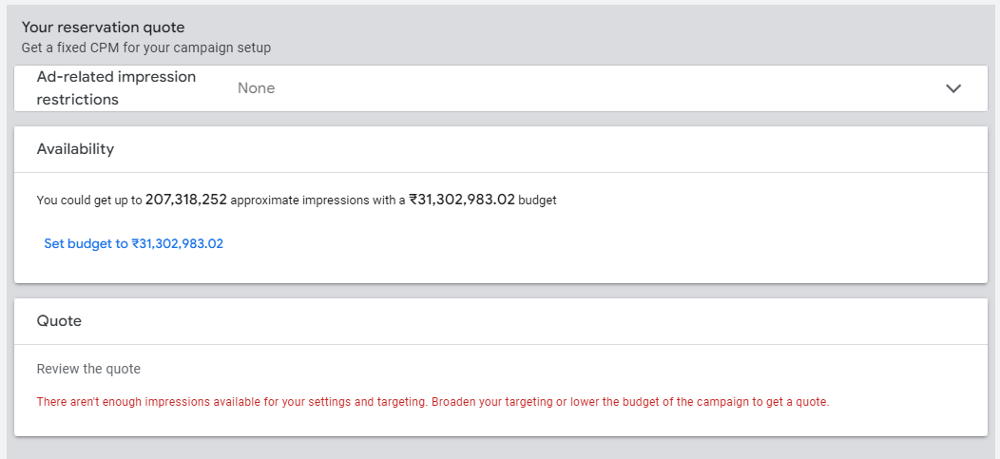 Your reservation quote
Get a fixed CPM for your campaign setup
Ad-related impression
restrictions
None
Availability
You could get up to 207,318,252 approximate impressions with a ₹31,302,983.02 budget
Set budget to ₹31,302,983.02
Quote
Review the quote
There aren't enough impressions available for your settings and targeting. Broaden your targeting or lower the budget of the campaign to get a quote.